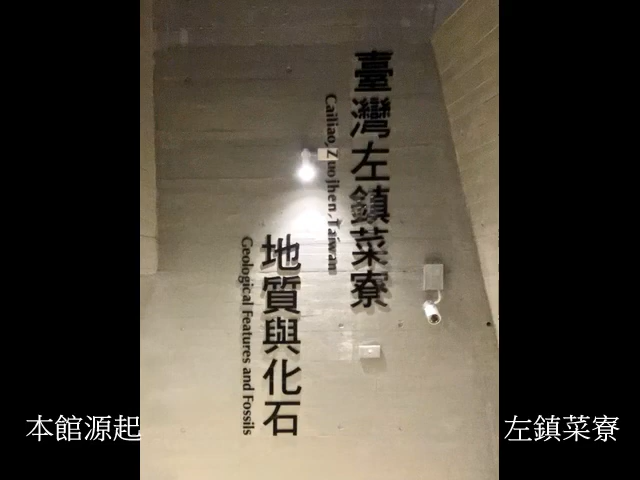 臺灣左鎮菜寮
Cailiao, Zuojhen, Taiwan
地質與化石
Geological Features and Fossils
本館源起
左鎮菜寮